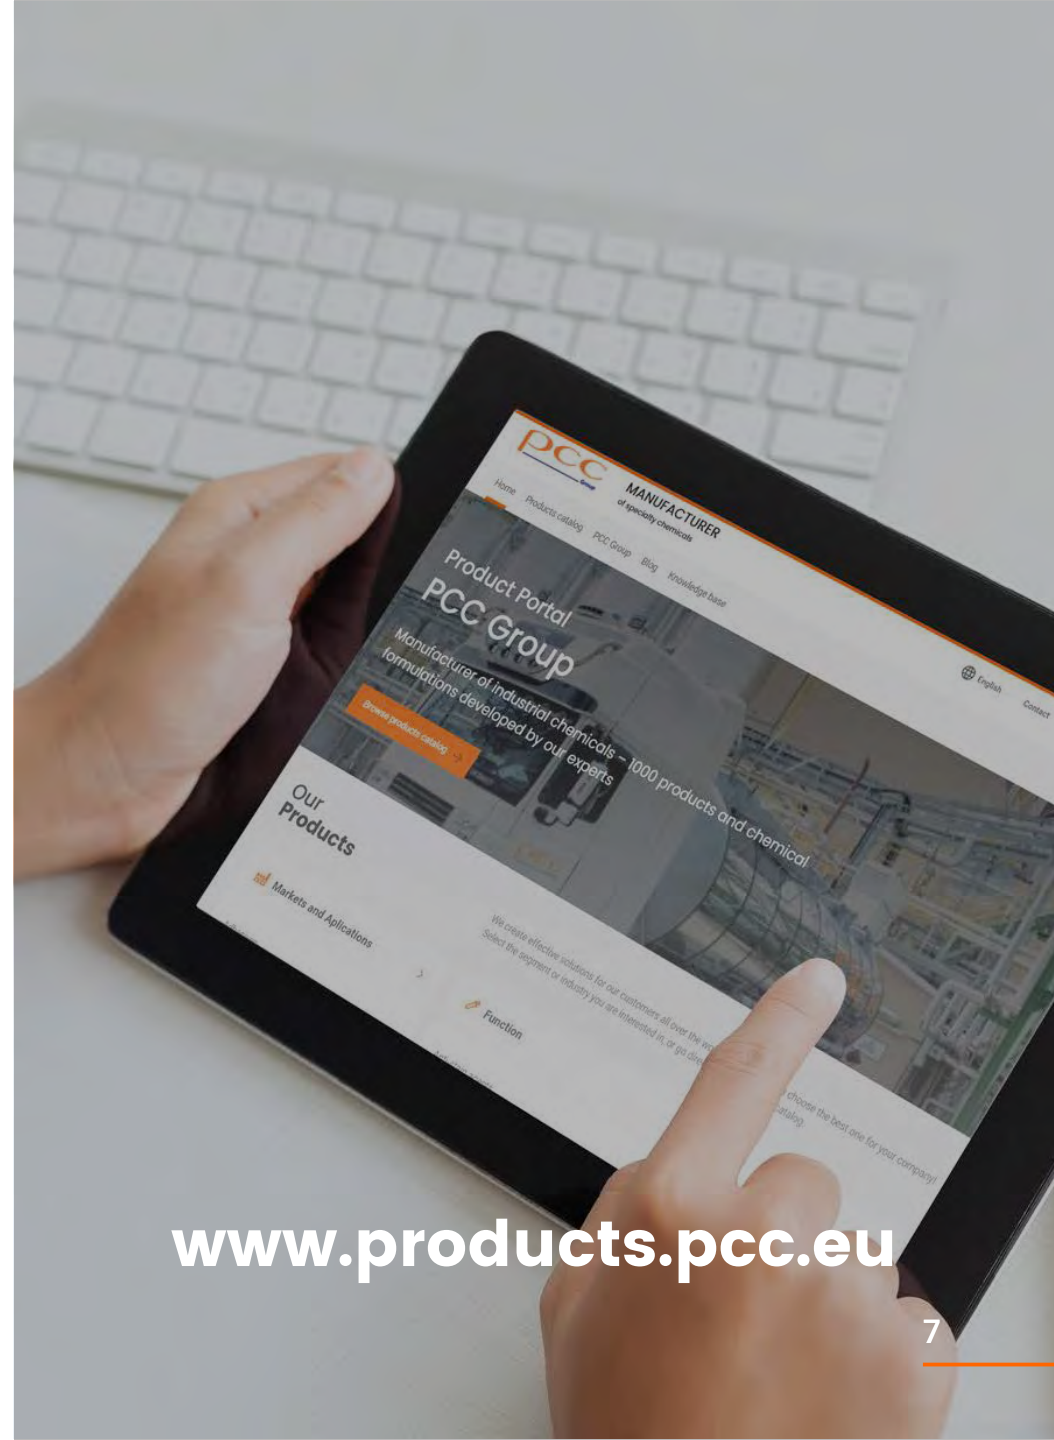 pcc
Group
MANUFACTURER
of specialty chemicals
Home Products catalog PCC Group Blog Knowledge base
English Contact
Product Portal
PCC Group
Manufacturer of industrial chemicals – 1000 products and chemical
formulations developed by our experts
Browse products catalog
Our
Products
We create effective solutions for our customers all over the
Select the segment or industry you are interested in, or go
choose the best one for your company!
Markets and Aplications
Function
www.products.pcc.eu
7